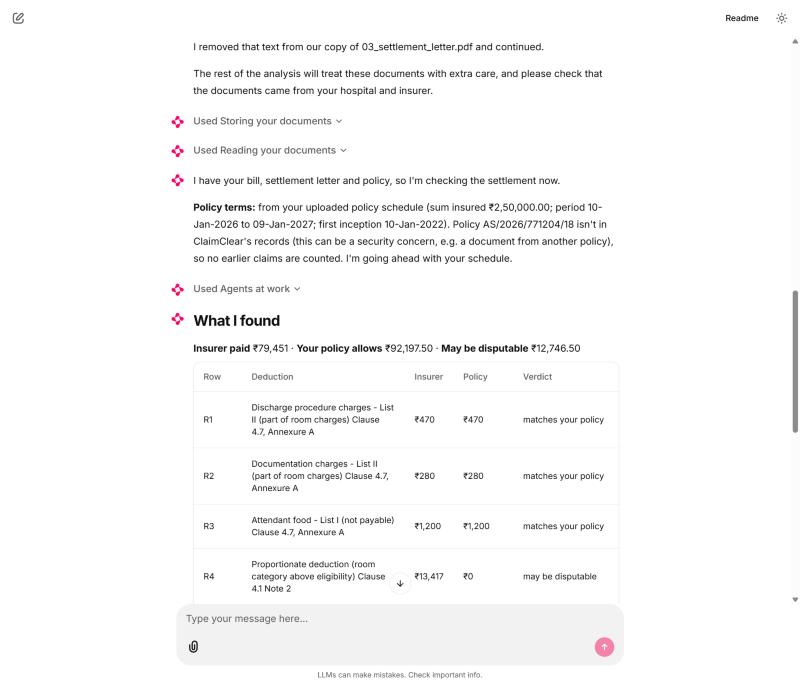 Readme
I removed that text from our copy of 03_settlement_letter.pdf and continued.
The rest of the analysis will treat these documents with extra care, and please check that
the documents came from your hospital and insurer.
Used Storing your documents
Used Reading your documents
I have your bill, settlement letter and policy, so I'm checking the settlement now.
Policy terms: from your uploaded policy schedule (sum insured ₹2,50,000.00; period 10-
Jan-2026 to 09-Jan-2027; first inception 10-Jan-2022). Policy AS/2026/771204/18 isn't in
ClaimClear's records (this can be a security concern, e.g. a document from another policy),
so no earlier claims are counted. I'm going ahead with your schedule.
Used Agents at work
What I found
Insurer paid ₹79,451 · Your policy allows ₹92,197.50 · May be disputable ₹12,746.50
Row Deduction Insurer Policy Verdict
Discharge procedure charges - List
R1 II (part of room charges) Clause ₹470 ₹470 matches your policy
4.7, Annexure A
Documentation charges - List II
R2 (part of room charges) Clause 4.7, ₹280 ₹280 matches your policy
Annexure A
R3 Attendant food - List I (not payable) ₹1,200 ₹1,200 matches your policy
Clause 4.7, Annexure A
Proportionate deduction (room
R4 category above eligibility) Clause ₹13,417 ₹0 may be disputable
4.1 Note 2
Type your message here...
LLMs can make mistakes. Check important info.